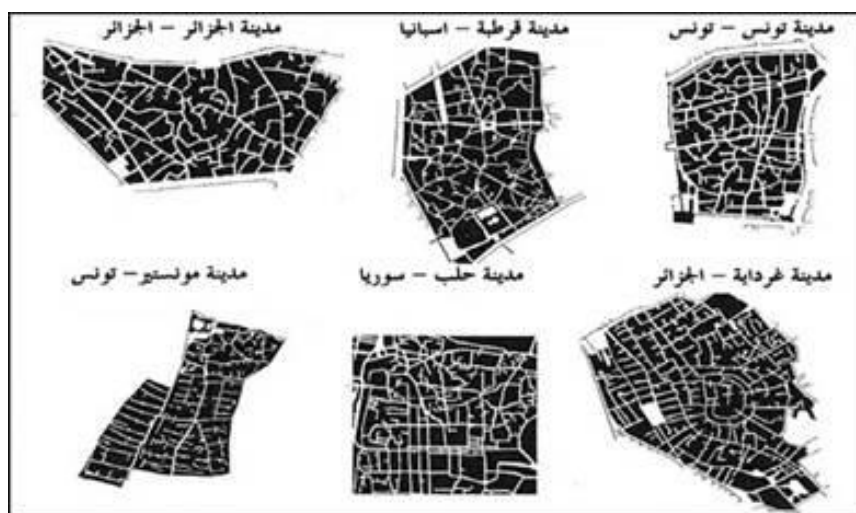 مدينة تونس – تونس
مدينة قرطبة – اسبانيا
مدينة الجزائر – الجزائر
مدينة غرداية – الجزائر
مدينة حلب – سوريا
مدينة مونستير – تونس